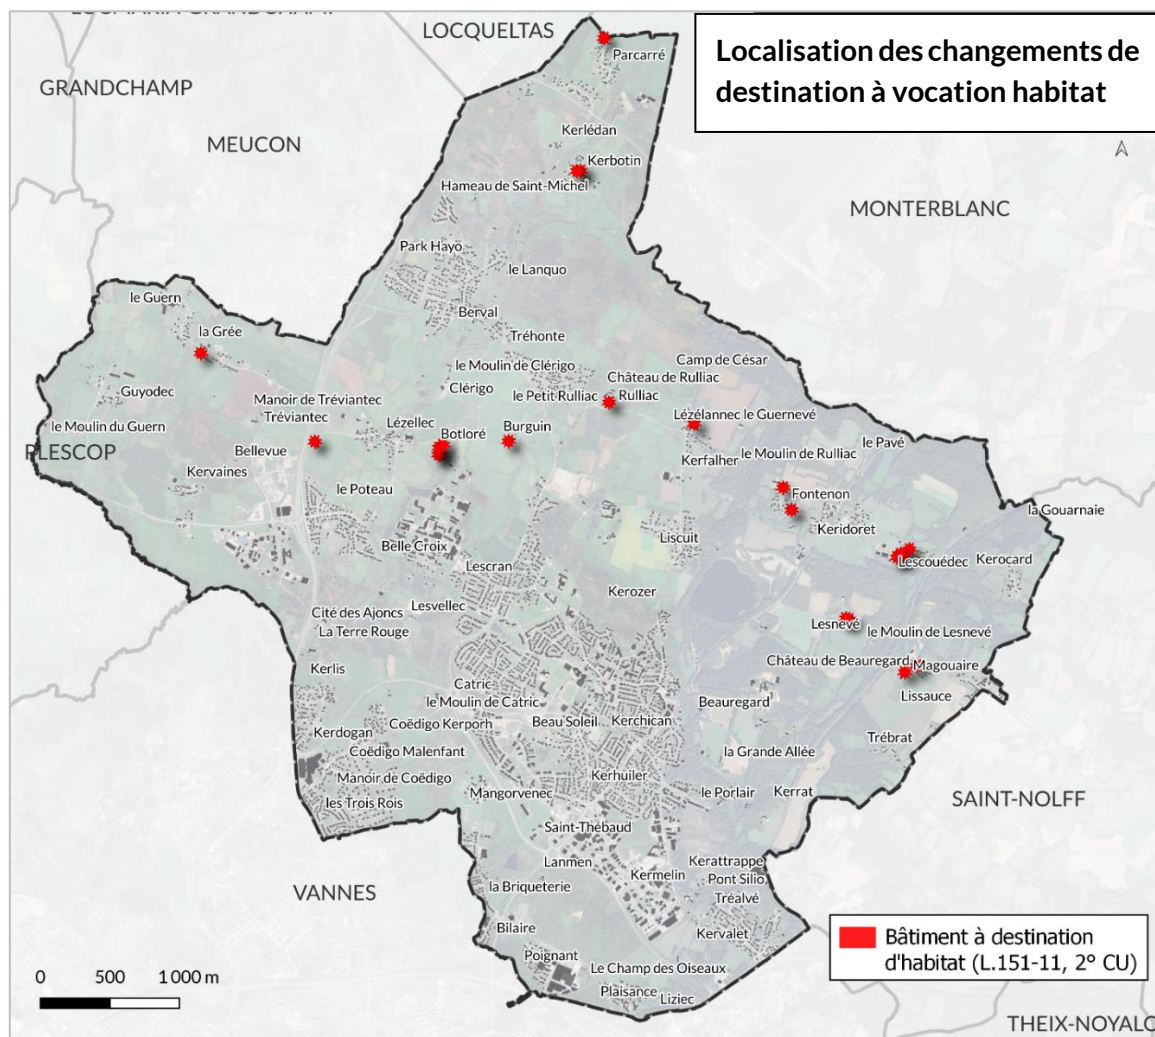 LOCMARIA-GRANDCHAMP
LOCQUELTAS
Localisation des changements de
destination à vocation habitat
Parcarré
GRANDCHAMP
Kerlédan
MEUCON
Kerbotin
Hameau de Saint-Michel
MONTERBLANC
Park Hayo
le Lanquo
le Guern
Berval
la Grée
Tréhonte
Camp de César
le Moulin de Clérigo
Château de Rulliac
Guyodec
Clérigo
le Petit Rulliac
Rulliac
Manoir de Tréviantec
Tréviantec
Lézélannec
le Guernevé
le Moulin du Guern
Lézellec
Botloré
Burguin
PLESCOP
Bellevue
le Pavé
Kerfalher
le Moulin de Rulliac
Kervaines
le Poteau
Fontenon
la Gouarnaie
Keridoret
Belle Croix
Liscuit
Lescouédec
Kerocard
Lescran
Kerozer
Cité des Ajoncs
Lesvellec
Lesnevé
La Terre Rouge
le Moulin de Lesnevé
Kerlis
Château de Beauregard
Magouaire
Catric
Lissauce
le Moulin de Catric
Beauregard
Coëdigo Kerporh
Beau Soleil
Kerchican
Kerdogan
Trébrat
Coëdigo Malenfant
la Grande Allée
Manoir de Coëdigo
Kerhuiler
Mangorvenec
le Porlair
Kerrat
les Trois Rois
SAINT-NOLFF
Saint-Thébaud
Lanmen
Kerattrappe
Kermelin
Pont Silio
VANNES
la Briqueterie
Tréalvé
Bilaire
Kervalet
Poignant
Le Champ des Oiseaux
Plaisance
Liziec
Bâtiment à destination
d'habitat (L.151-11, 2° CU)
0 500 1000 m
THEIX-NOYALO